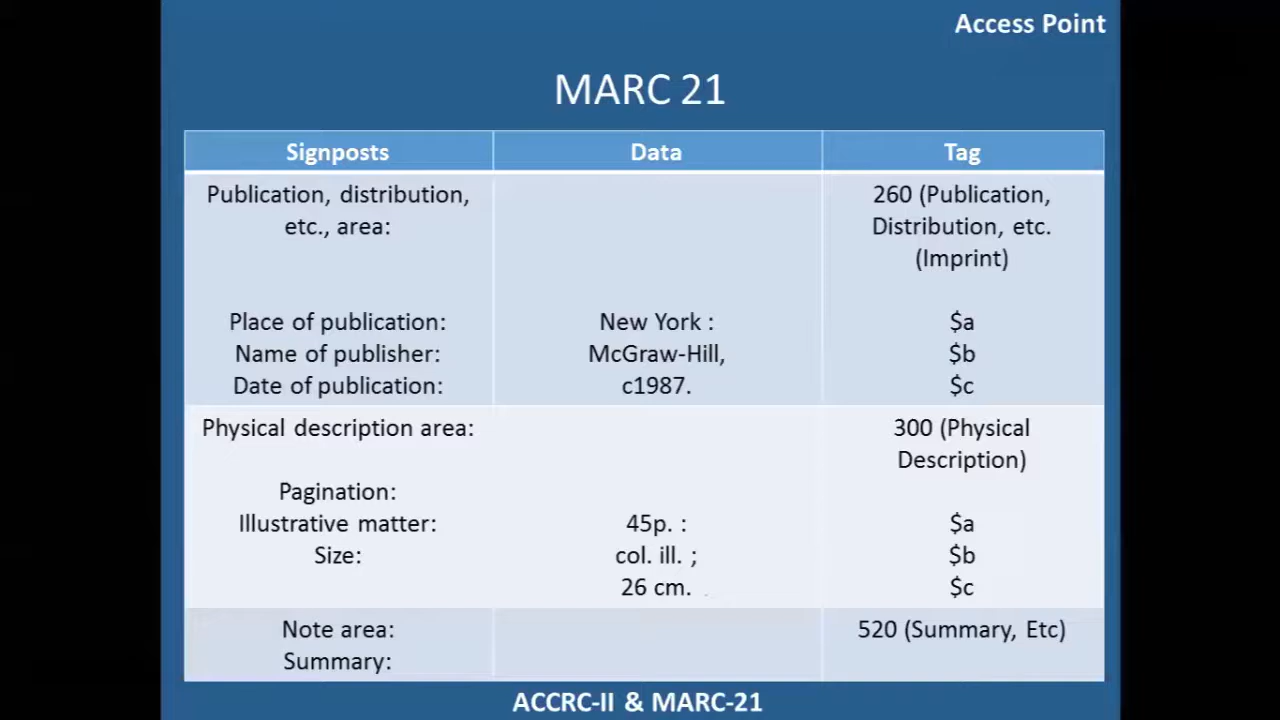 Access Point
MARC 21
Signposts Data Tag
Publication, distribution, 260 (Publication,
etc., area: Distribution, etc.
(Imprint)
Place of publication: New York : $a
Name of publisher: McGraw-Hill, $b
Date of publication: c1987. $c
Physical description area: 300 (Physical
Description)
Pagination:
Illustrative matter: 45p. : $a
Size: col. ill. ; $b
26 cm. $c
Note area: 520 (Summary, Etc)
Summary:
ACCRC-II & MARC-21